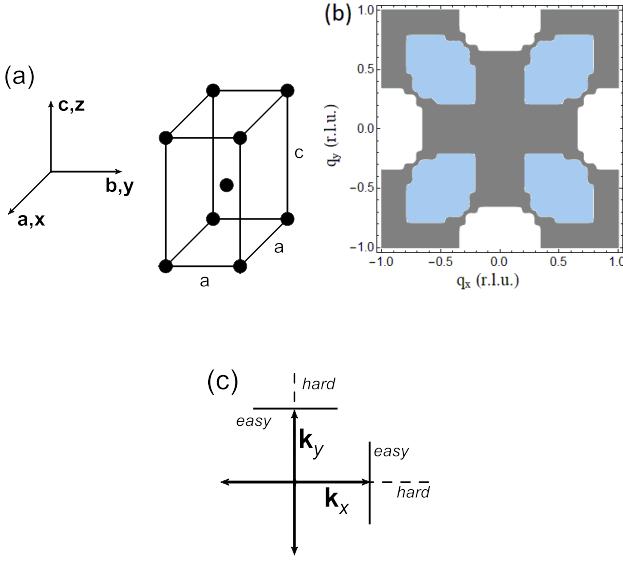 (a)
c,z
b,y
a,x
c
a
a
(b)
1.0
0.5
0.0
-0.5
-1.0
qy (r.l.u.)
-1.0 -0.5 0.0 0.5 1.0
qx (r.l.u.)
(c)
hard
easy
ky
easy
hard
kx